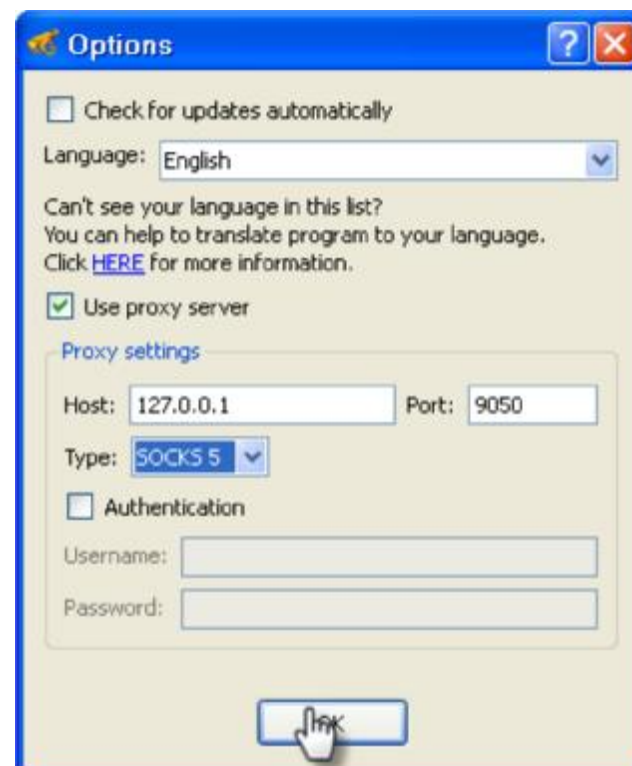 Options
Check for updates automatically
Language: English
Can't see your language in this list?
You can help to translate program to your language.
Click HERE for more information.
Use proxy server
Proxy settings
Host: 127.0.0.1 Port: 9050
Type: SOCKS 5
Authentication
Username:
Password: